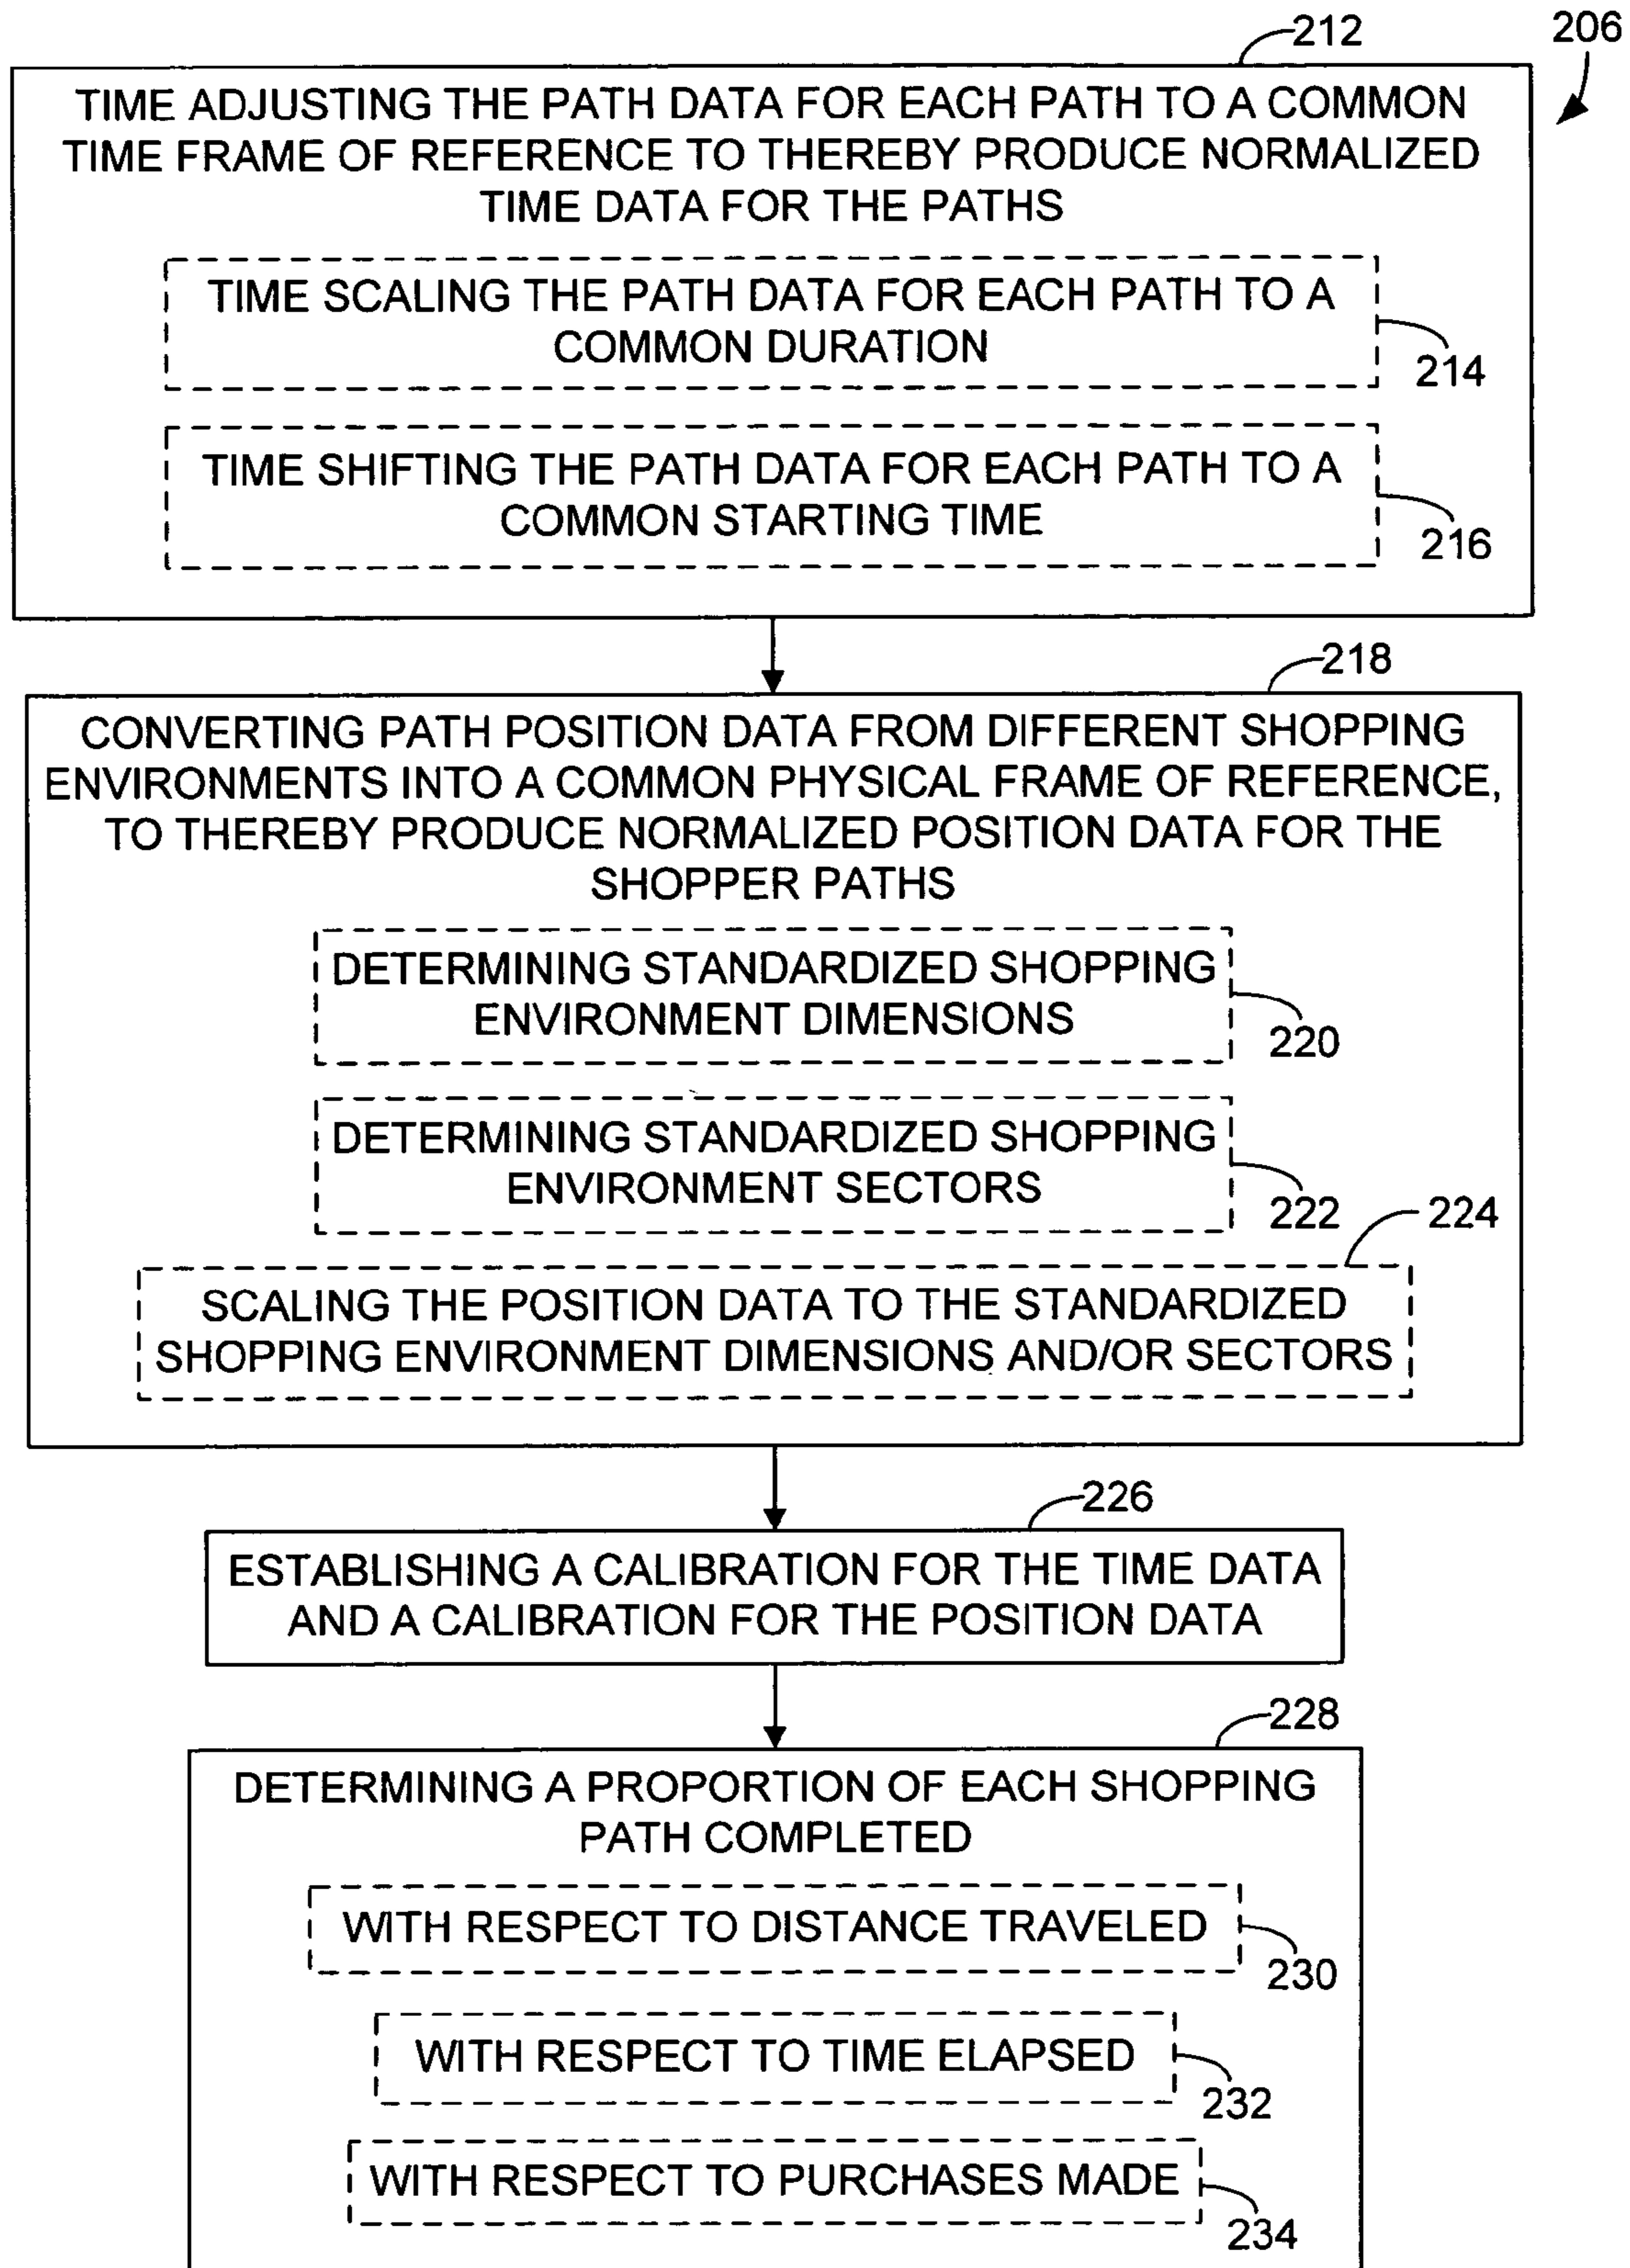 212
206
TIME ADJUSTING THE PATH DATA FOR EACH PATH TO A COMMON
TIME FRAME OF REFERENCE TO THEREBY PRODUCE NORMALIZED
TIME DATA FOR THE PATHS
TIME SCALING THE PATH DATA FOR EACH PATH TO A
COMMON DURATION
214
TIME SHIFTING THE PATH DATA FOR EACH PATH TO A
COMMON STARTING TIME
216
218
CONVERTING PATH POSITION DATA FROM DIFFERENT SHOPPING
ENVIRONMENTS INTO A COMMON PHYSICAL FRAME OF REFERENCE,
TO THEREBY PRODUCE NORMALIZED POSITION DATA FOR THE
SHOPPER PATHS
DETERMINING STANDARDIZED SHOPPING
ENVIRONMENT DIMENSIONS
220
DETERMINING STANDARDIZED SHOPPING
ENVIRONMENT SECTORS
222
224
SCALING THE POSITION DATA TO THE STANDARDIZED
SHOPPING ENVIRONMENT DIMENSIONS AND/OR SECTORS
226
ESTABLISHING A CALIBRATION FOR THE TIME DATA
AND A CALIBRATION FOR THE POSITION DATA
228
DETERMINING A PROPORTION OF EACH SHOPPING
PATH COMPLETED
WITH RESPECT TO DISTANCE TRAVELED
230
WITH RESPECT TO TIME ELAPSED
232
WITH RESPECT TO PURCHASES MADE
234